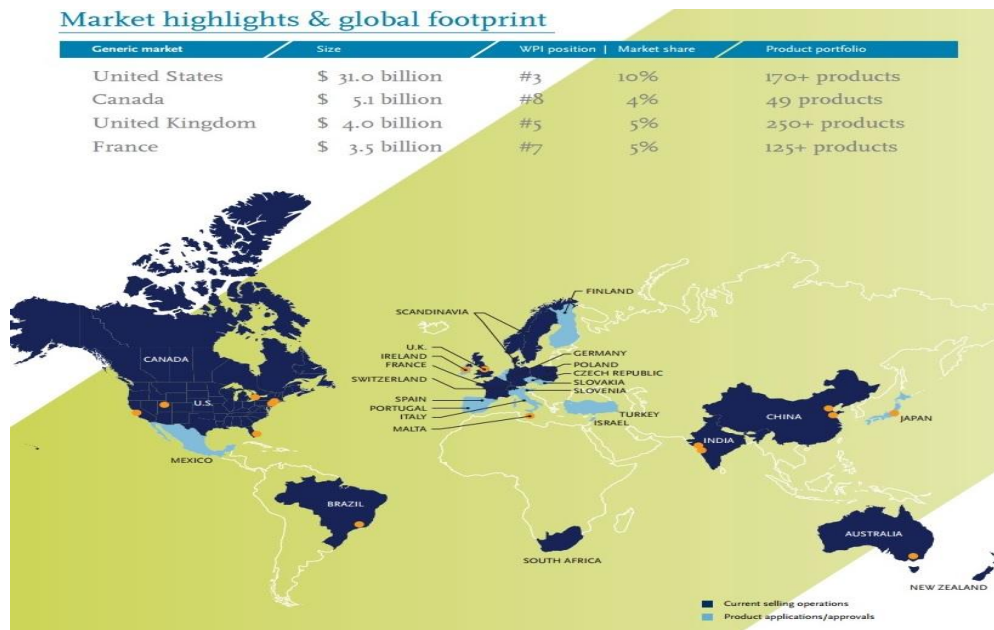 Market highlights & global footprint
Generic market Size WPI position | Market share Product portfolio
United States $ 31.0 billion #3 10% 170+ products
Canada $ 5.1 billion #8 4% 49 products
United Kingdom $ 4.0 billion #5 5% 250+ products
France $ 3.5 billion #7 5% 125+ products
FINLAND
SCANDINAVIA
U.K.
IRELAND
FRANCE
SWITZERLAND
SPAIN
PORTUGAL
ITALY
MALTA
GERMANY
POLAND
CZECH REPUBLIC
SLOVAKIA
SLOVENIA
TURKEY
ISRAEL
CANADA
U.S.
MEXICO
BRAZIL
SOUTH AFRICA
CHINA
INDIA
JAPAN
AUSTRALIA
NEW ZEALAND
Current selling operations
Product applications/approvals